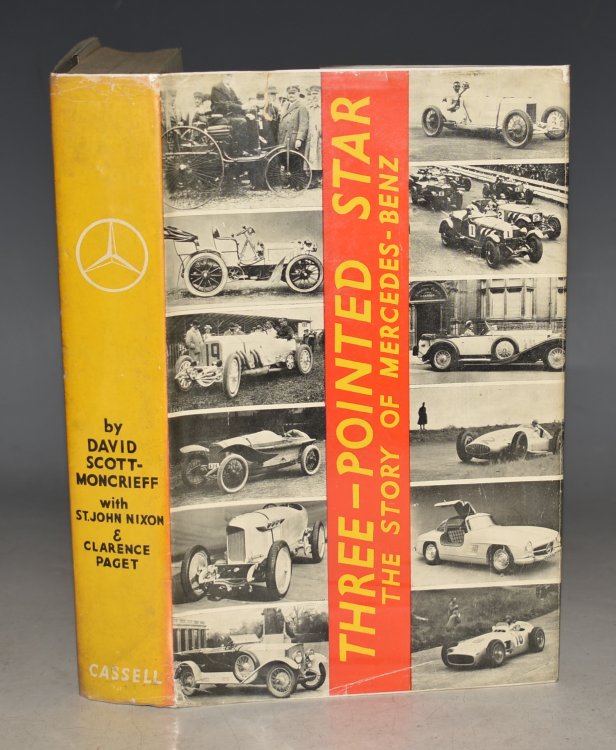 by
DAVID
SCOTT-
MONCRIEFF
with
ST. JOHN NIXON
&
CLARENCE
PAGET
CASSELL
THREE-POINTED STAR
THE STORY OF MERCEDES-BENZ
19